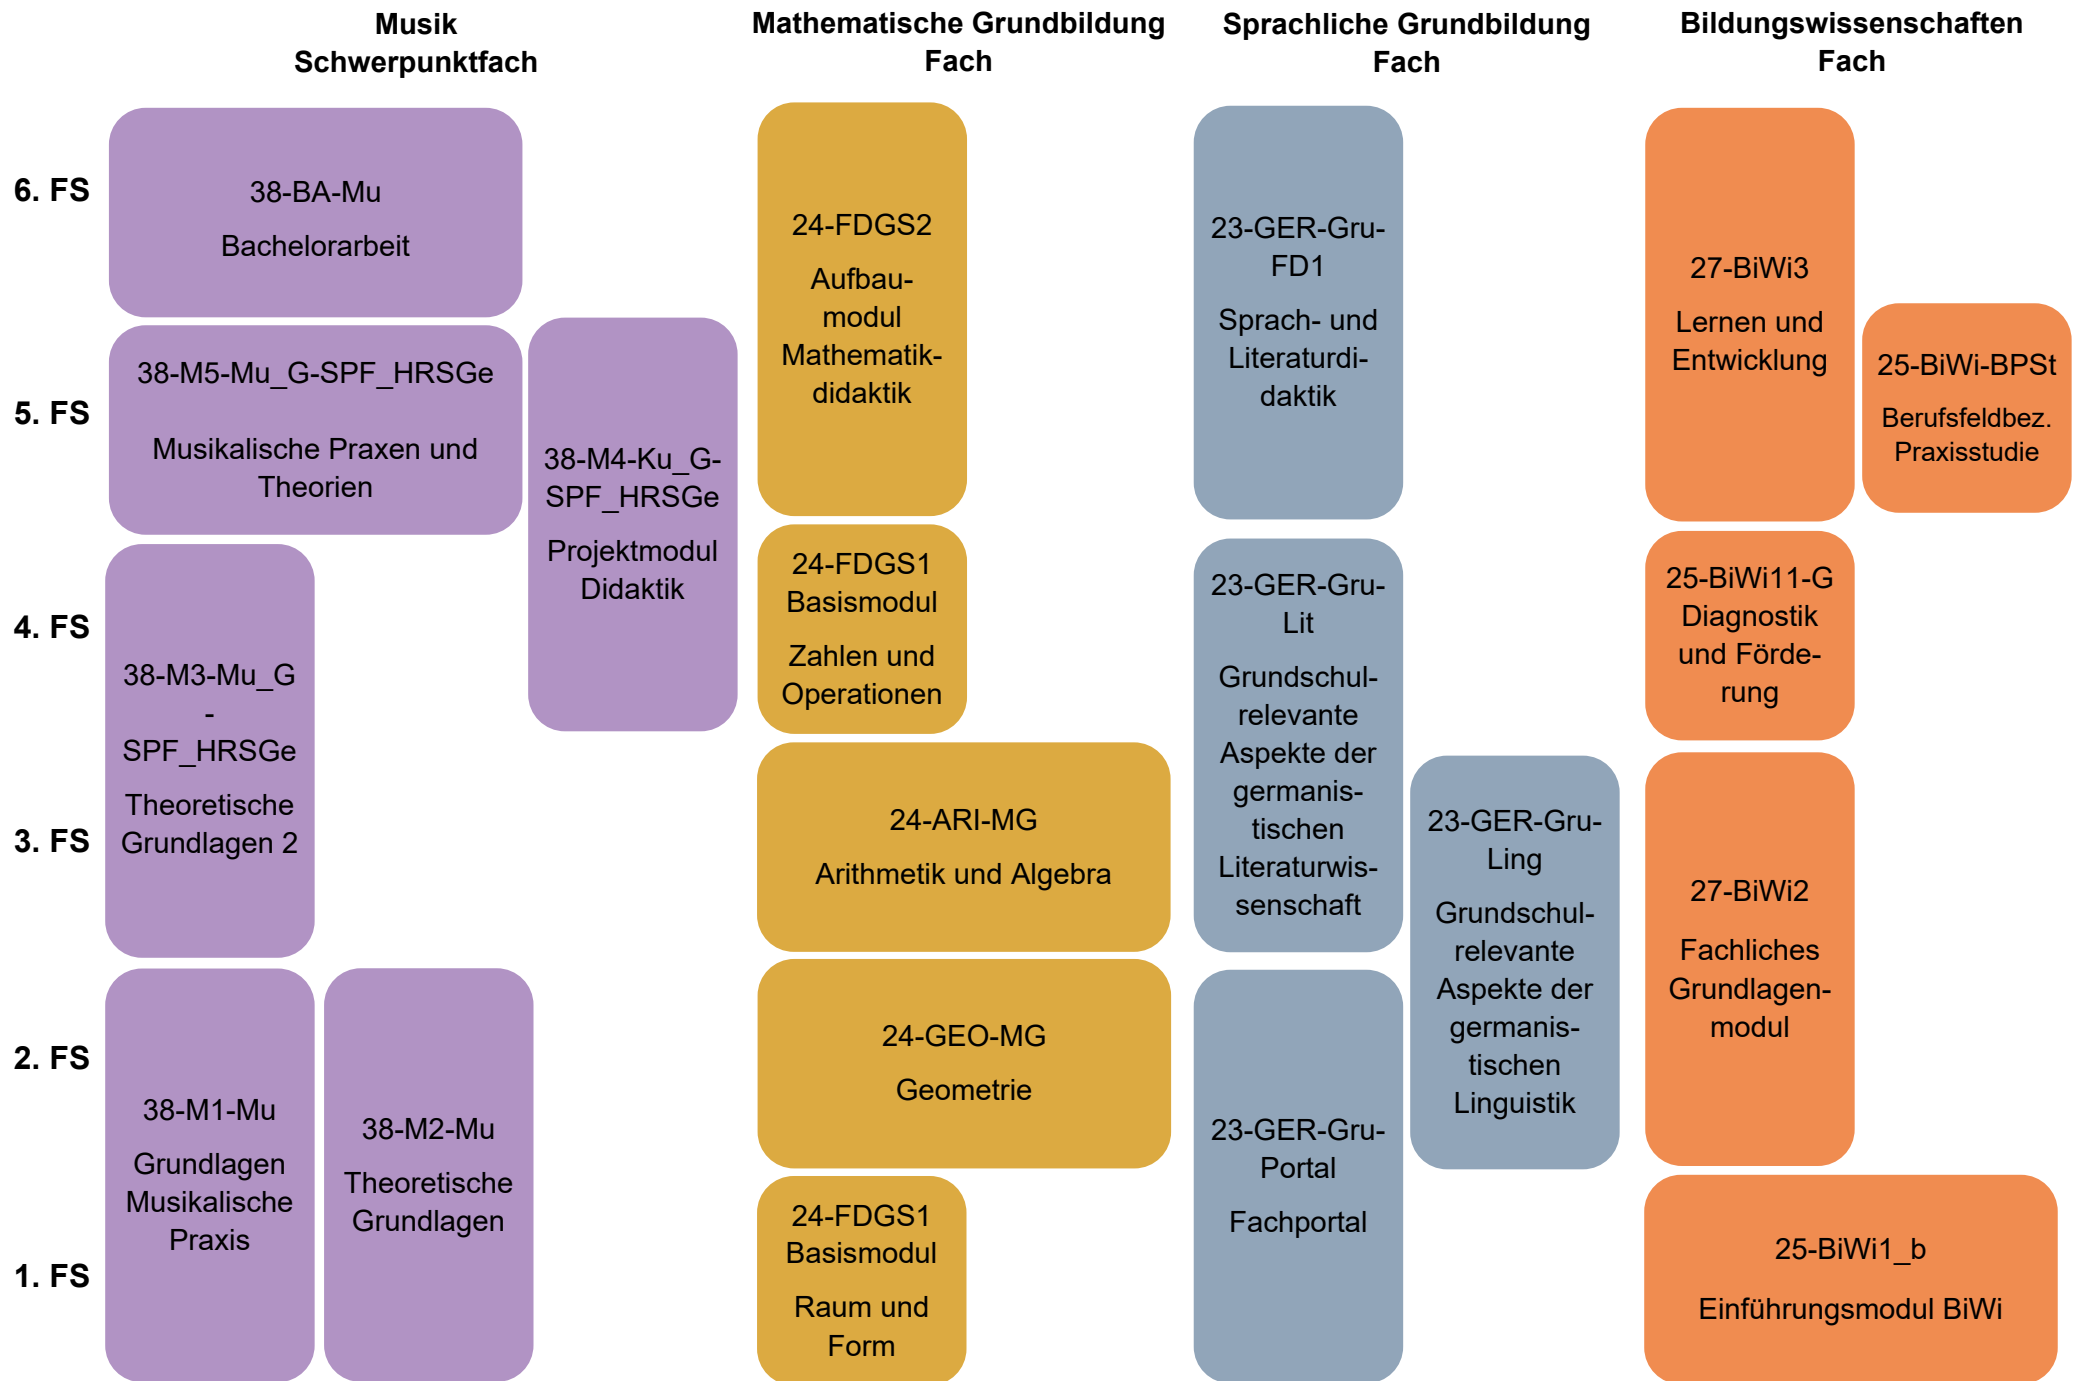 Musik
Schwerpunktfach
Mathematische Grundbildung
Fach
Sprachliche Grundbildung
Fach
Bildungswissenschaften
Fach
6. FS
38-BA-Mu
Bachelorarbeit
24-FDGS2
Aufbau-
modul
Mathematik-
didaktik
23-GER-Gru-
FD1
Sprach- und
Literaturdi-
daktik
27-BiWi3
Lernen und
Entwicklung
5. FS
38-M5-Mu_G-SPF_HRSGe
Musikalische Praxen und
Theorien
38-M4-Ku_G-
SPF_HRSGe
Projektmodul
Didaktik
25-BiWi-BPSt
Berufsfeldbez.
Praxisstudie
4. FS
38-M3-Mu_G
-
SPF_HRSGe
Theoretische
Grundlagen 2
24-FDGS1
Basismodul
Zahlen und
Operationen
23-GER-Gru-
Lit
Grundschul-
relevante
Aspekte der
germanis-
tischen
Literaturwis-
senschaft
25-BiWi11-G
Diagnostik
und Förde-
rung
3. FS
24-ARI-MG
Arithmetik und Algebra
23-GER-Gru-
Ling
Grundschul-
relevante
Aspekte der
germanis-
tischen
Linguistik
27-BiWi2
Fachliches
Grundlagen-
modul
2. FS
38-M1-Mu
Grundlagen
Musikalische
Praxis
38-M2-Mu
Theoretische
Grundlagen
24-GEO-MG
Geometrie
23-GER-Gru-
Portal
Fachportal
1. FS
24-FDGS1
Basismodul
Raum und
Form
25-BiWi1_b
Einführungsmodul BiWi